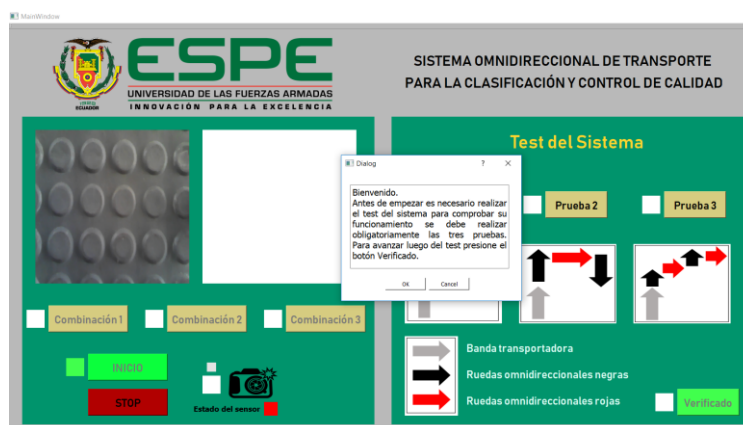 MainWindow
ESPE
UNIVERSIDAD DE LAS FUERZAS ARMADAS
INNOVACIÓN PARA LA EXCELENCIA
ECUADOR
SISTEMA OMNIDIRECCIONAL DE TRANSPORTE
PARA LA CLASIFICACIÓN Y CONTROL DE CALIDAD
Test del Sistema
Dialog
Bienvenido.
Antes de empezar es necesario realizar
el test del sistema para comprobar su
funcionamiento se debe realizar
obligatoriamente las tres pruebas.
Para avanzar luego del test presione el
botón Verificado.
OK Cancel
Prueba 2 Prueba 3
Combinación 1 Combinación 2 Combinación 3
INICIO
STOP
Estado del sensor
Banda transportadora
Ruedas omnidireccionales negras
Ruedas omnidireccionales rojas
Verificado